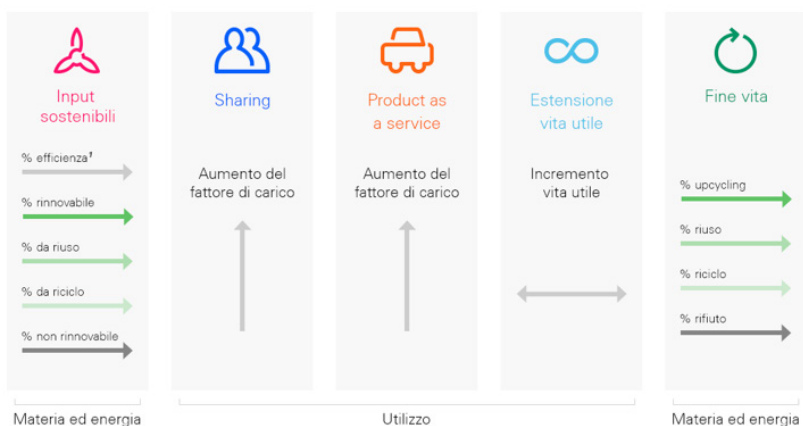 Input
sostenibili
% efficienza¹
% rinnovabile
% da riuso
% da riciclo
% non rinnovabile
Materia ed energia
Sharing
Aumento del
fattore di carico
Product as
a service
Aumento del
fattore di carico
Estensione
vita utile
Incremento
vita utile
Utilizzo
Fine vita
% upcycling
% riuso
% riciclo
% rifiuto
Materia ed energia